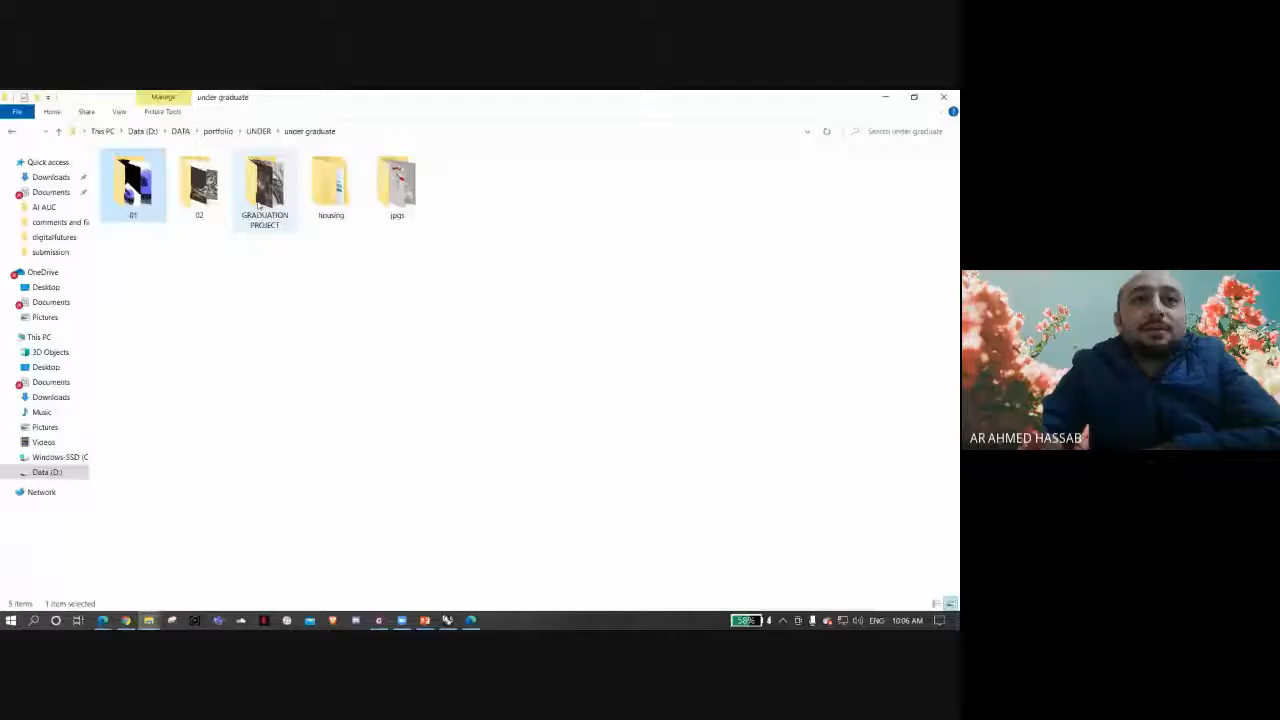 Manage
under graduate
File
Home
Share
View
Picture Tools
This PC
Data (D:)
DATA
portfolio
UNDER
under graduate
Search under graduate
Quick access
Downloads
Documents
AI AUC
comments and fi
digitalfutures
submission
OneDrive
Desktop
Documents
Pictures
This PC
3D Objects
Desktop
Documents
Downloads
Music
Pictures
Videos
Windows-SSD (C
Data (D:)
Network
01
02
GRADUATION
PROJECT
housing
jpgs
5 items
1 item selected
58%
ENG
10:06 AM
AR AHMED HASSAB